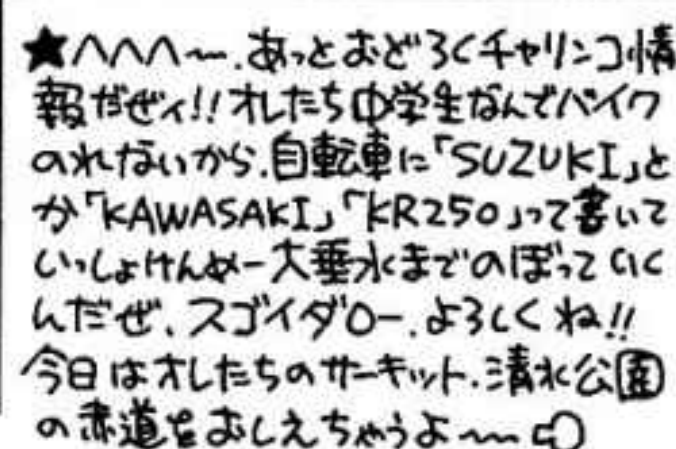 ★へへへ〜.あっとおどろくチャリンコ情
報だぜィ!!オレたち中学生なんでバイク
のれないから.自転車に「SUZUKI」と
か「KAWASAKI」「KR250」って書いて
いっしょけんめー大垂水までのぼっていく
んだぜ、スゴイダロー.よろしくね!!
今日はオレたちのサーキット.清水公園
の赤道をおしえちゃうよ〜〜⇨